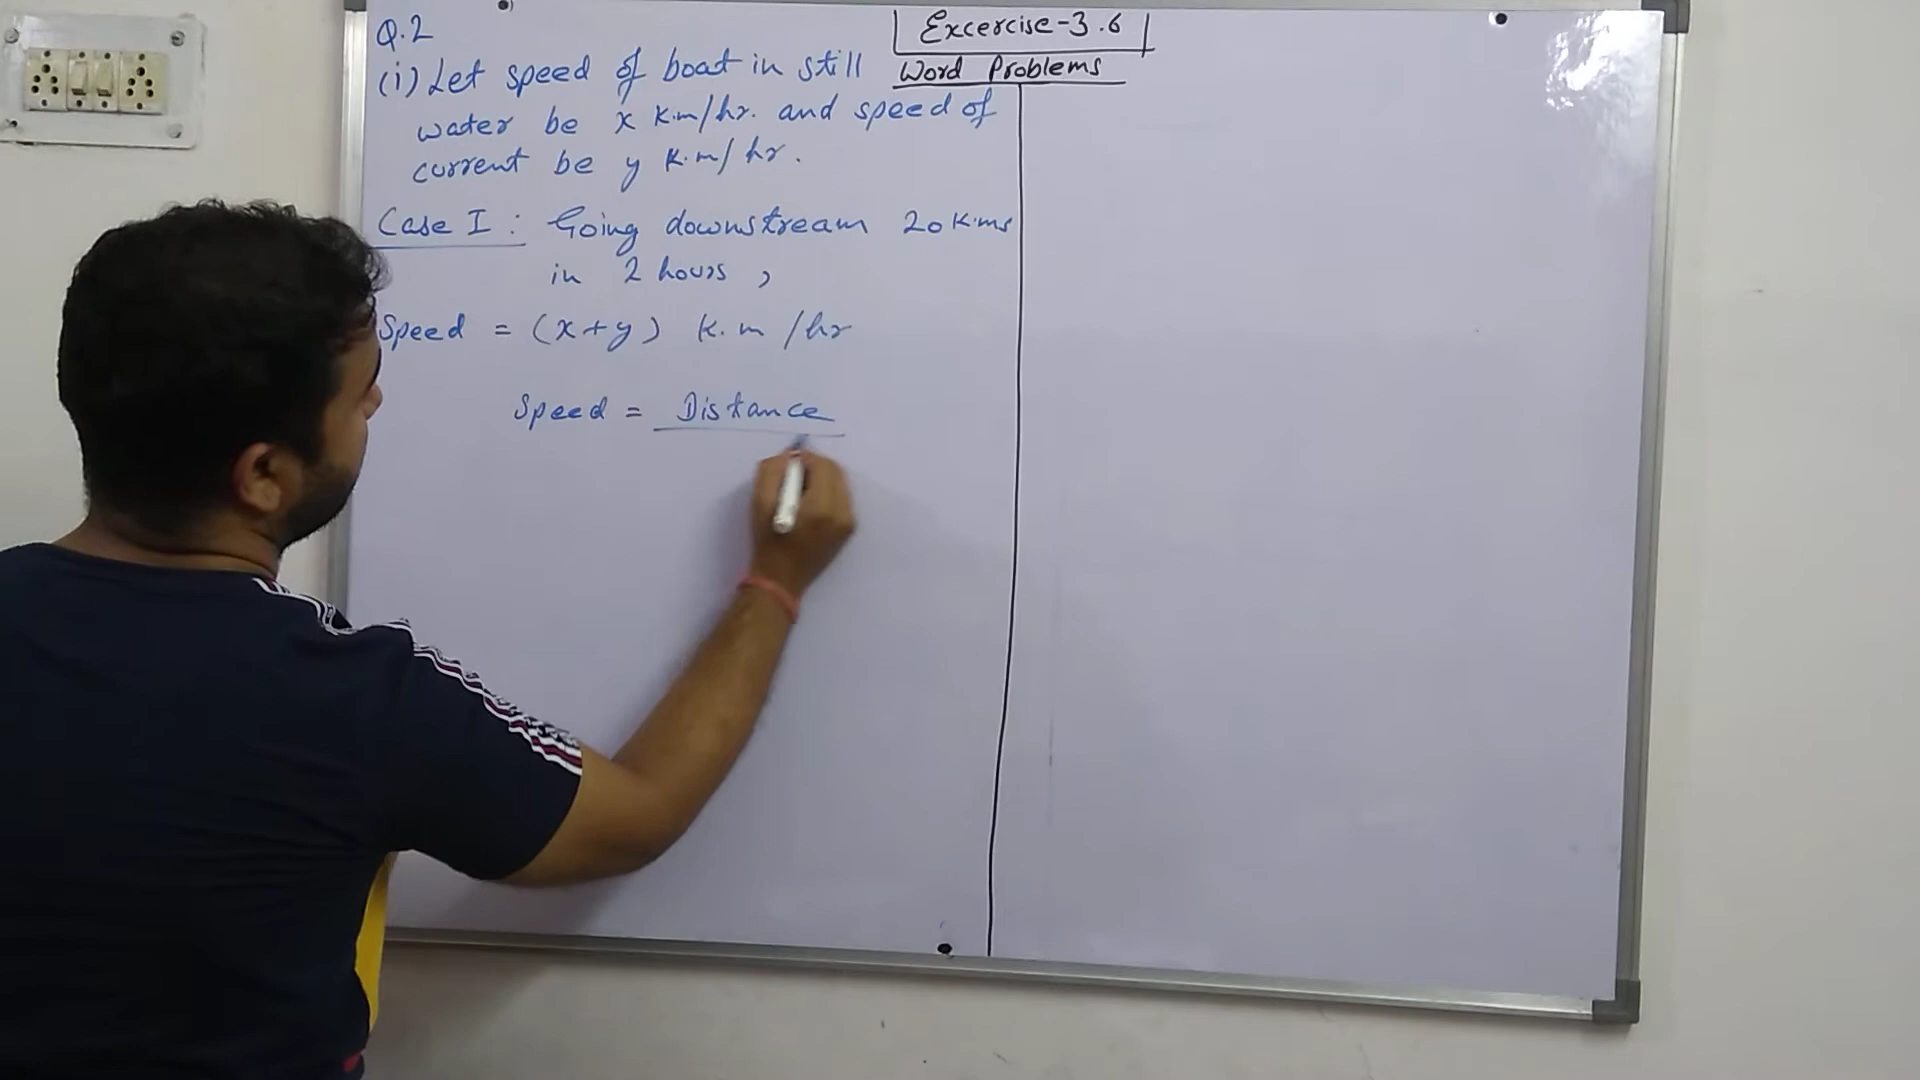 Excercise-3.6
Word Problems
Q.2
(i) Let speed of boat in still
water be x K.m/hr. and speed of
current be y K.m/hr.
Case I : Going downstream 20 K.ms
in 2 hours ,
Speed = (x+y) K.m /hr
Speed = Distance